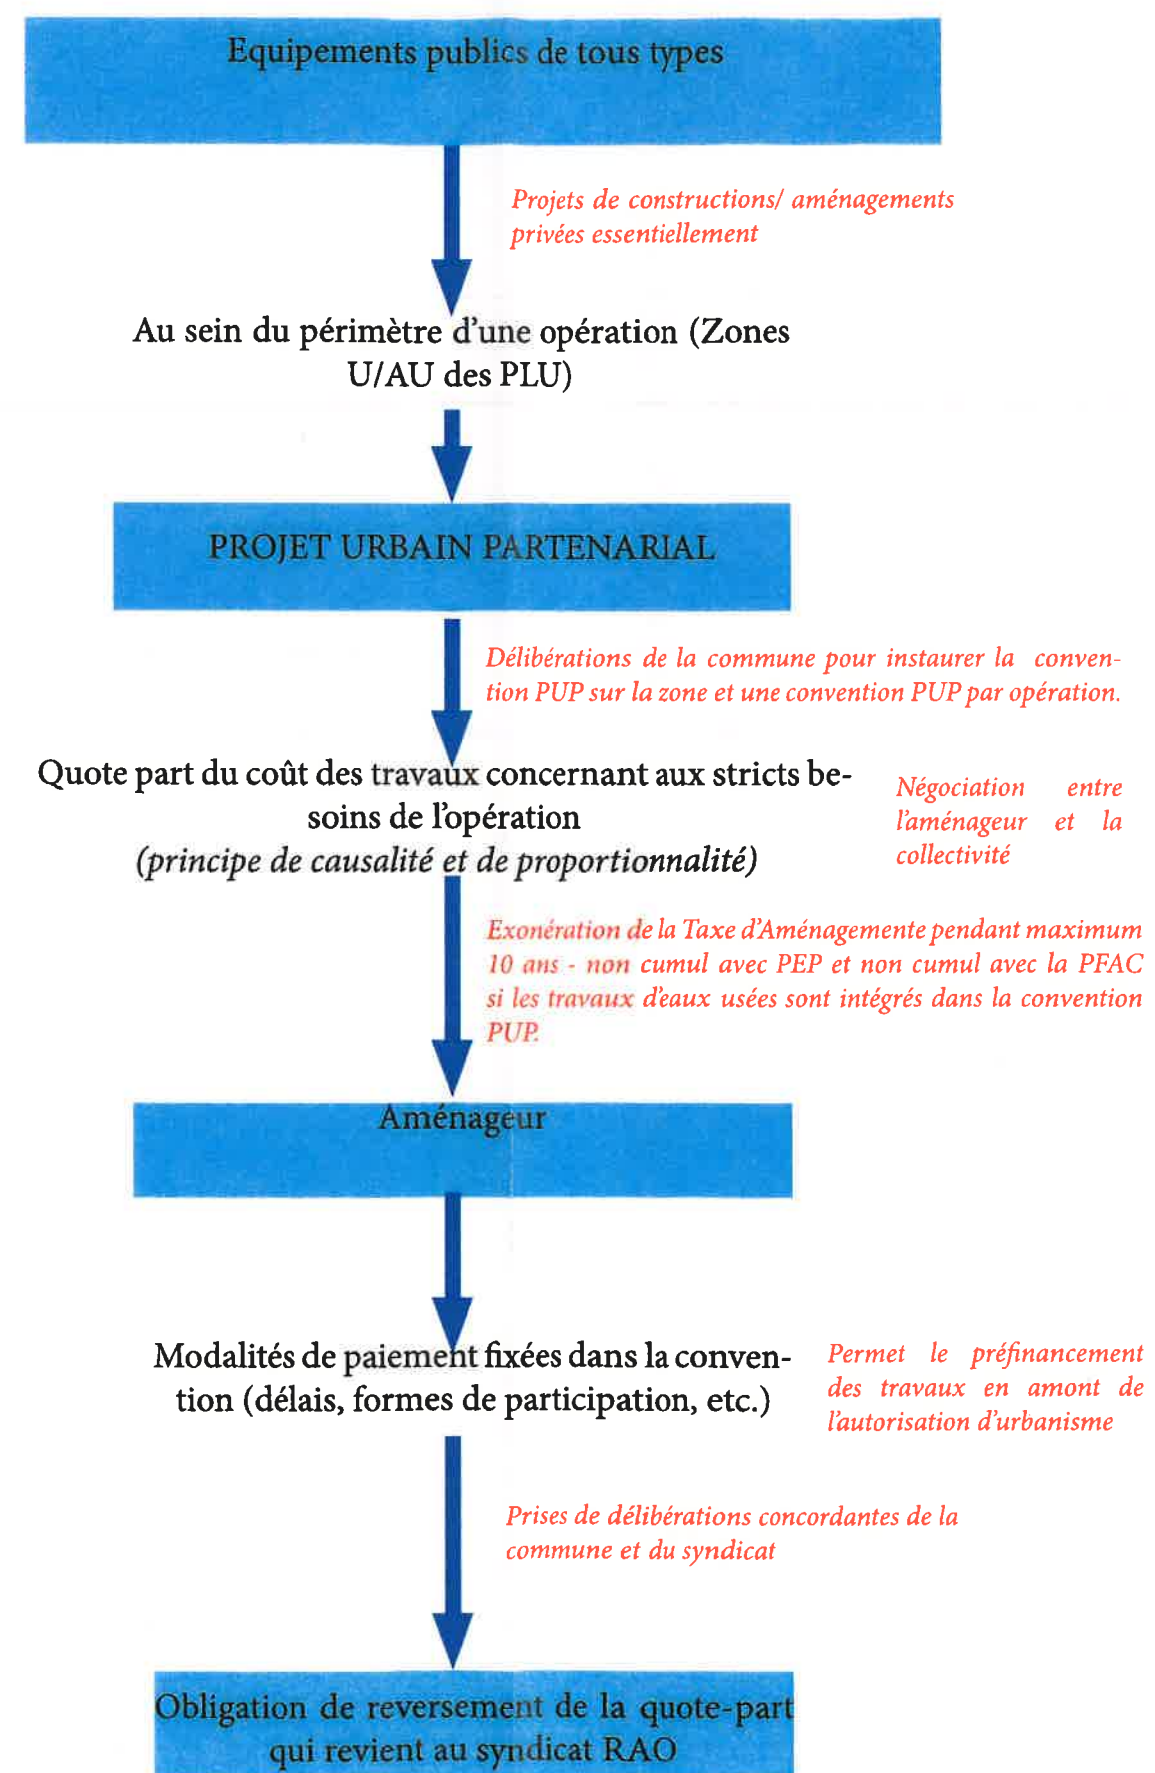 Equipements publics de tous types
Projets de constructions/ aménagements
privées essentiellement
Au sein du périmètre d'une opération (Zones
U/AU des PLU)
PROJET URBAIN PARTENARIAL
Délibérations de la commune pour instaurer la conven-
tion PUP sur la zone et une convention PUP par opération.
Quote part du coût des travaux concernant aux stricts be-
soins de l'opération
(principe de causalité et de proportionnalité)
Négociation entre
l'aménageur et la
collectivité
Exonération de la Taxe d'Aménagemente pendant maximum
10 ans - non cumul avec PEP et non cumul avec la PFAC
si les travaux d'eaux usées sont intégrés dans la convention
PUP.
Aménageur
Modalités de paiement fixées dans la conven-
tion (délais, formes de participation, etc.)
Permet le préfinancement
des travaux en amont de
l'autorisation d'urbanisme
Prises de délibérations concordantes de la
commune et du syndicat
Obligation de reversement de la quote-part
qui revient au syndicat RAO